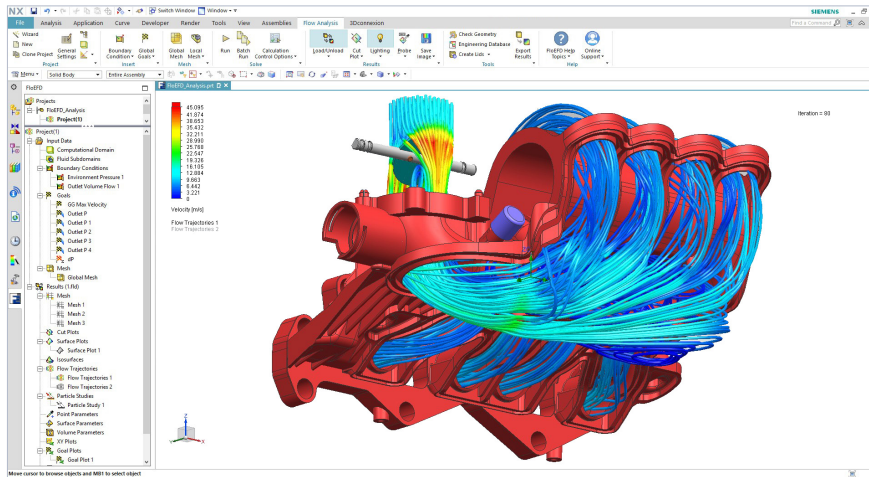 NX Switch Window Window SIEMENS
File Analysis Application Curve Developer Render Tools View Assemblies Flow Analysis 3Dconnexion Find a Command
Wizard
New
Clone Project
General Settings
Project
Boundary Condition
Global Goals
Insert
Global Mesh
Local Mesh
Mesh
Run
Batch Run
Calculation Control Options
Solve
Load/Unload
Cut Plot
Lighting
Probe
Save Image
Results
Check Geometry
Engineering Database
Create Lids
Tools
Export Results
FloEFD Help Topics
Online Support
Help
Menu Solid Body Entire Assembly
FloEFD
FloEFD_Analysis.prt
Projects
FloEFD_Analysis
Project(1)
Project(1)
Input Data
Computational Domain
Fluid Subdomains
Boundary Conditions
Environment Pressure 1
Outlet Volume Flow 1
Goals
GG Max Velocity
Outlet P
Outlet P 1
Outlet P 2
Outlet P 3
Outlet P 4
dP
Mesh
Global Mesh
Results (1.fld)
Mesh
Mesh 1
Mesh 2
Mesh 3
Cut Plots
Surface Plots
Surface Plot 1
Isosurfaces
Flow Trajectories
Flow Trajectories 1
Flow Trajectories 2
Particle Studies
Particle Study 1
Point Parameters
Surface Parameters
Volume Parameters
XY Plots
Goal Plots
Goal Plot 1
45.095
41.874
38.653
35.432
32.211
28.990
25.768
22.547
19.326
16.105
12.884
9.663
6.442
3.221
0
Velocity [m/s]
Flow Trajectories 1
Flow Trajectories 2
Iteration = 88
Z
Y
X
Move cursor to browse objects and MB1 to select object